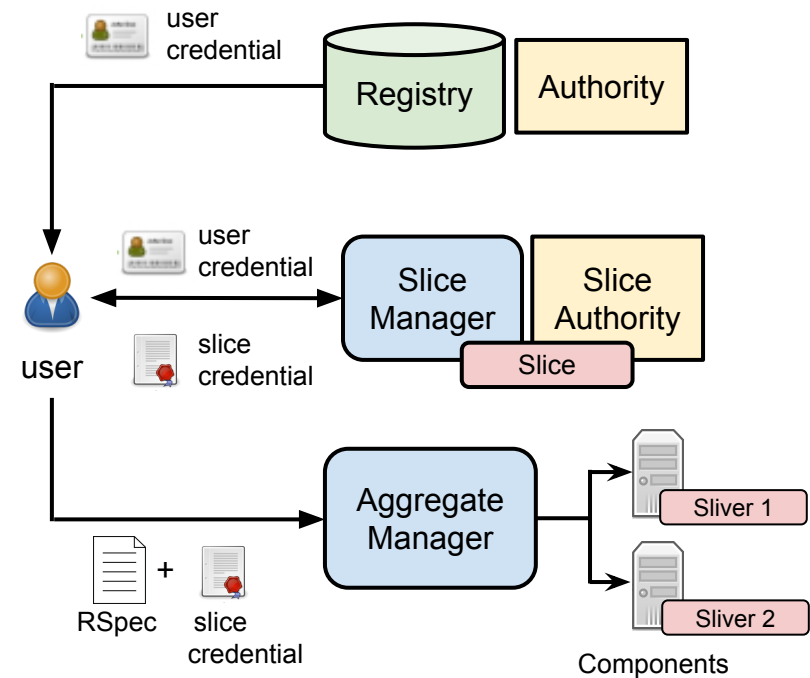 user
credential
Registry
Authority
user
credential
Slice
Manager
Slice
Authority
Slice
user
slice
credential
Aggregate
Manager
Sliver 1
Sliver 2
+
RSpec
slice
credential
Components